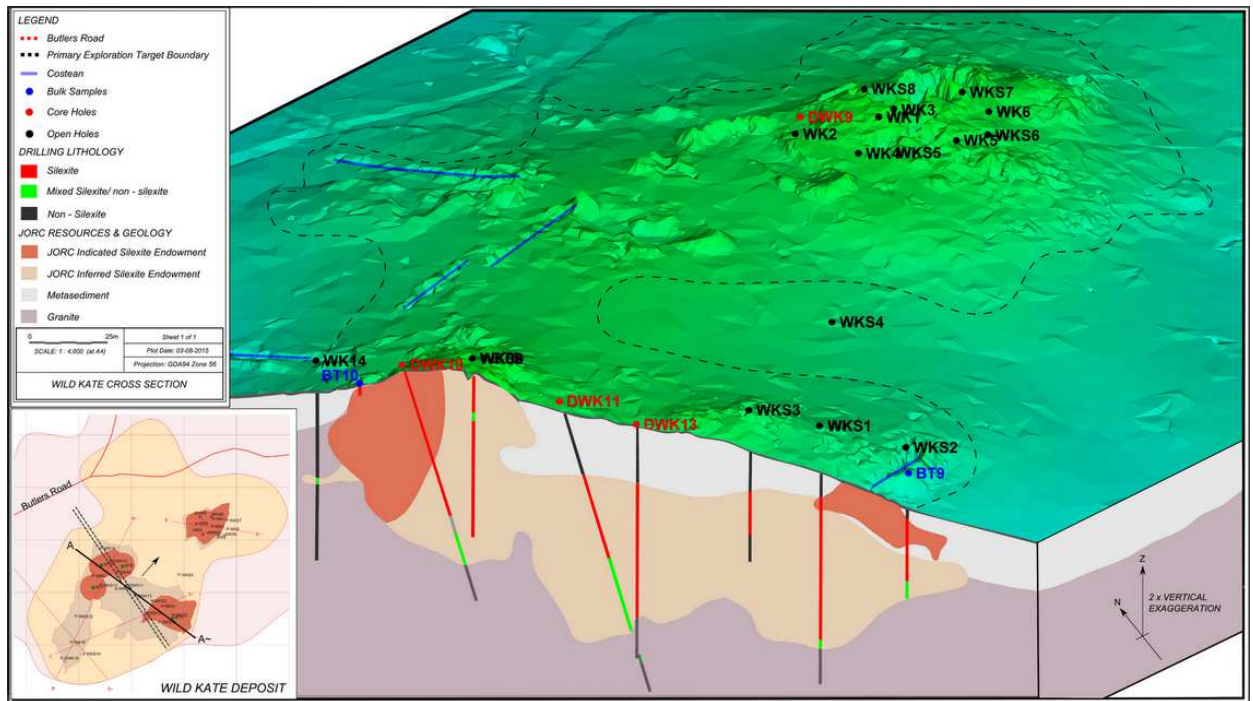 LEGEND
Butlers Road
Primary Exploration Target Boundary
Costean
Bulk Samples
Core Holes
Open Holes
DRILLING LITHOLOGY
Silexite
Mixed Silexite/ non - silexite
Non - Silexite
JORC RESOURCES & GEOLOGY
JORC Indicated Silexite Endowment
JORC Inferred Silexite Endowment
Metasediment
Granite
0 25m
SCALE: 1 : 4,000 (at A4)
Sheet 1 of 1
Plot Date: 03-08-2015
Projection: GDA94 Zone 56
WILD KATE CROSS SECTION
WKS8
WKS7
WK3
DWK9
WK1
WK6
WK2
WK5
WKS6
WK4
WKS5
WKS4
WK14
BT10
DWK11
DWK13
WKS3
WKS1
WKS2
BT9
Z
N
2 x VERTICAL
EXAGGERATION
Butlers Road
A
A~
WILD KATE DEPOSIT